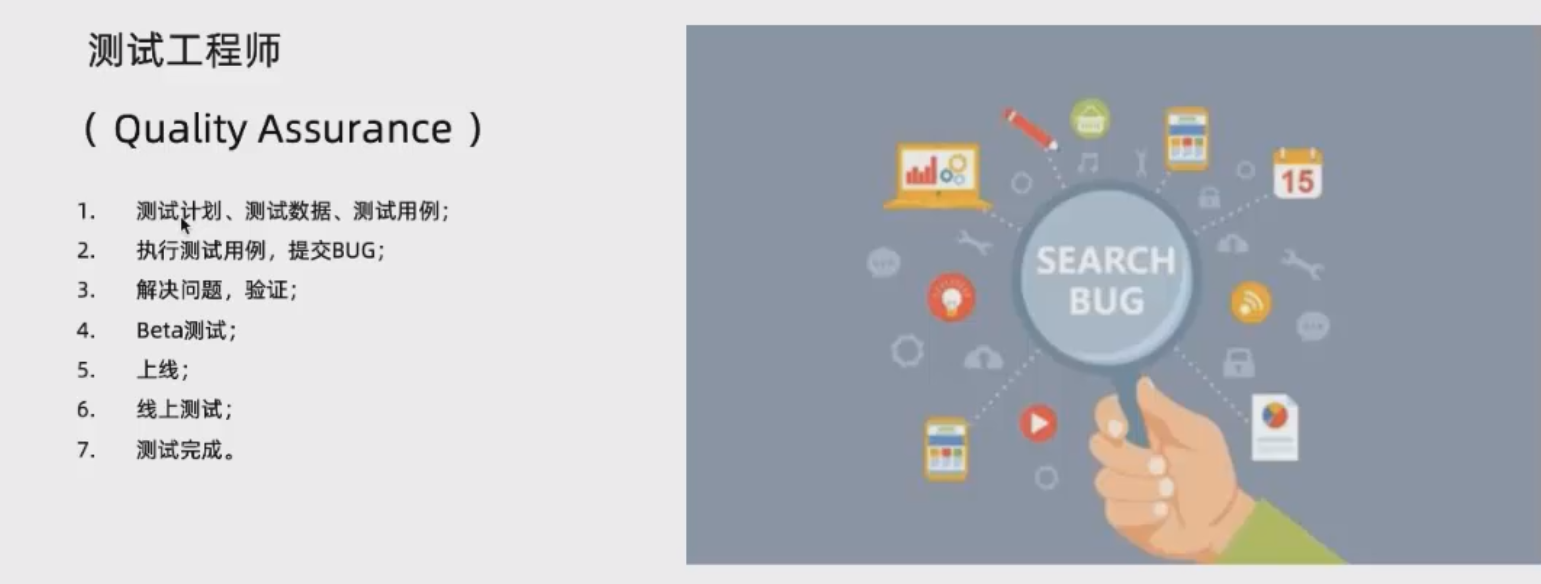 测试工程师
（ Quality Assurance ）
1. 测试计划、测试数据、测试用例；
2. 执行测试用例，提交BUG；
3. 解决问题，验证；
4. Beta测试；
5. 上线；
6. 线上测试；
7. 测试完成。
15
SEARCH
BUG